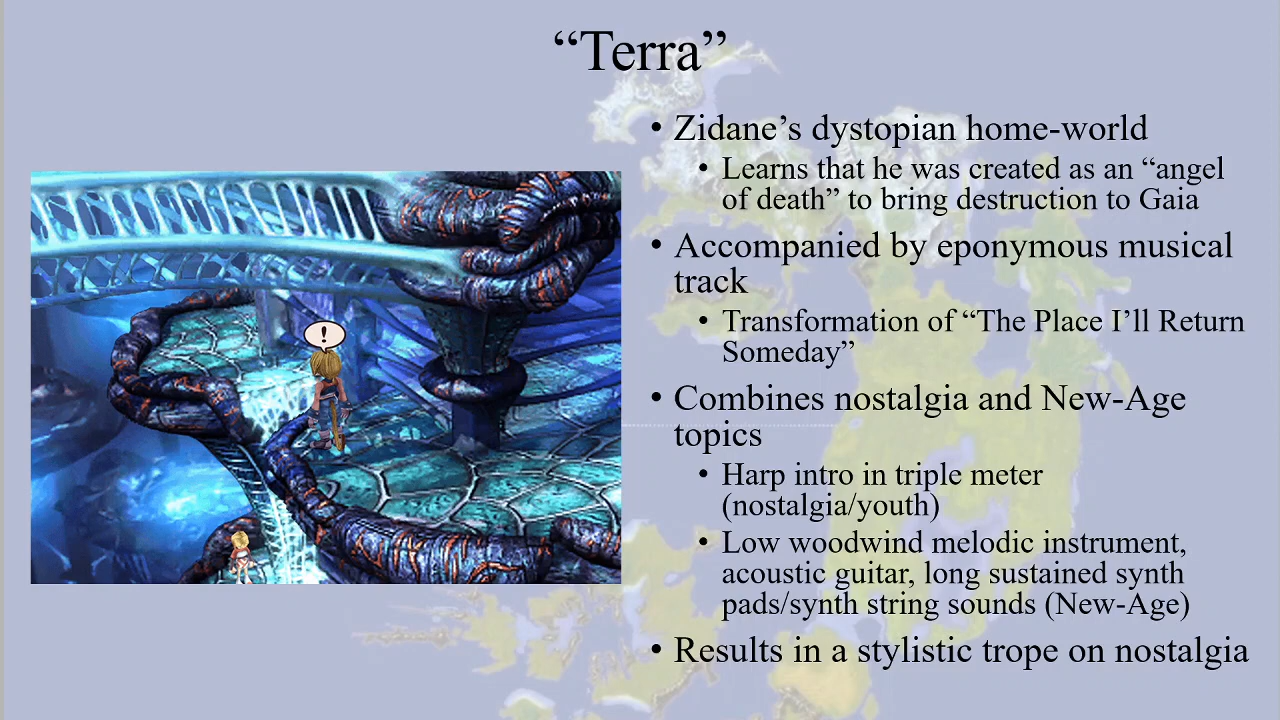 “Terra”
• Zidane’s dystopian home-world
• Learns that he was created as an “angel
of death” to bring destruction to Gaia
• Accompanied by eponymous musical
track
• Transformation of “The Place I’ll Return
Someday”
• Combines nostalgia and New-Age
topics
• Harp intro in triple meter
(nostalgia/youth)
• Low woodwind melodic instrument,
acoustic guitar, long sustained synth
pads/synth string sounds (New-Age)
• Results in a stylistic trope on nostalgia
!